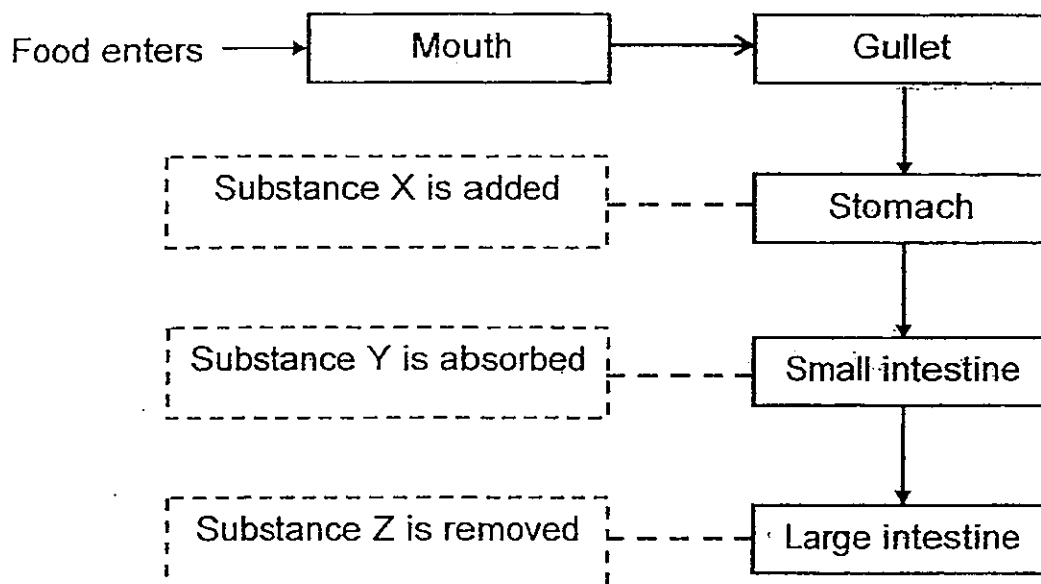 Food enters
Mouth
Gullet
Substance X is added
Stomach
Substance Y is absorbed
Small intestine
Substance Z is removed
Large intestine